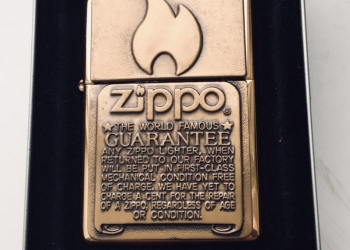 zippo®
★ THE WORLD FAMOUS ★
GUARANTEE
ANY ZIPPO LIGHTER, WHEN
RETURNED TO OUR FACTORY
WILL BE PUT IN FIRST-CLASS
MECHANICAL CONDITION FREE
OF CHARGE. WE HAVE YET TO
CHARGE A CENT FOR THE REPAIR
OF A ZIPPO, REGARDLESS OF AGE
OR CONDITION.